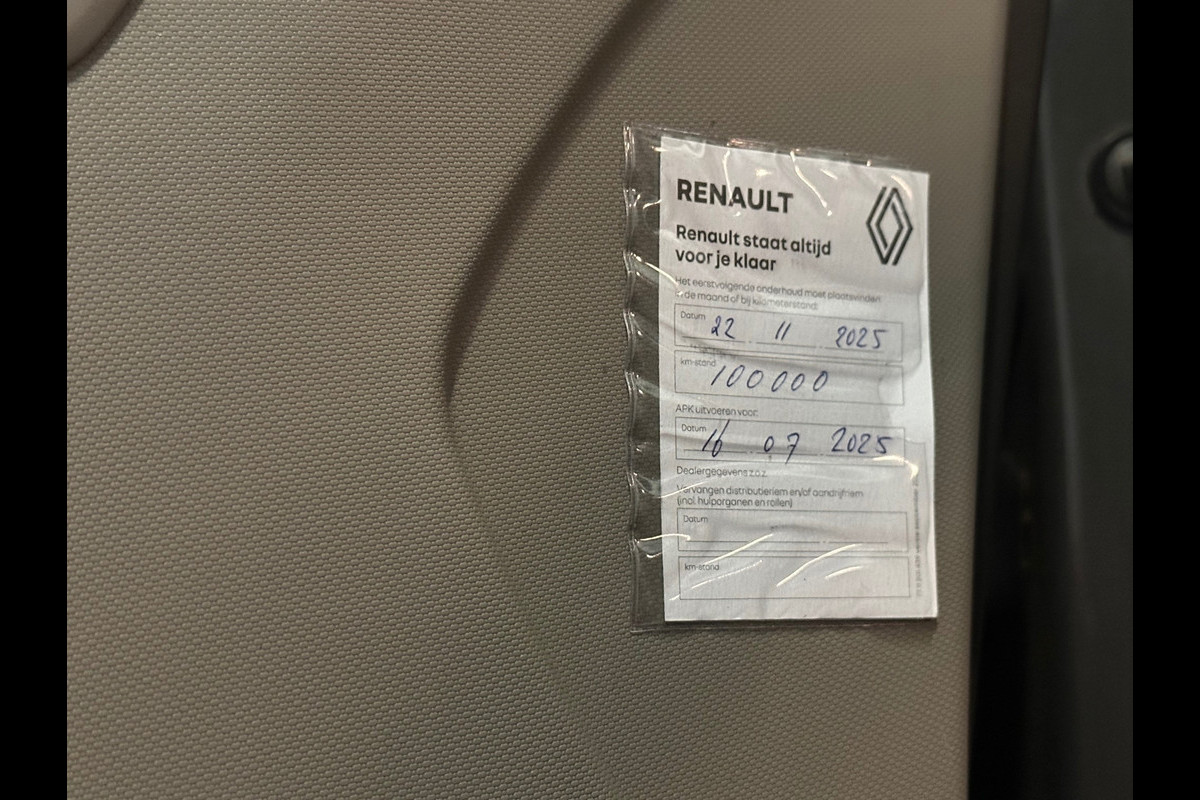 RENAULT
Renault staat altijd
voor je klaar
Het eerstvolgende onderhoud moet plaatsvinden
in de maand of bij kilometerstand:
Datum 22 11 2025
km-stand 100000
APK uitvoeren voor:
Datum 16 07 2025
Dealergegevens z.o.z.
Vervangen distributieriem en/of aandrijfriem
(incl. hulporganen en rollen)
Datum
km-stand